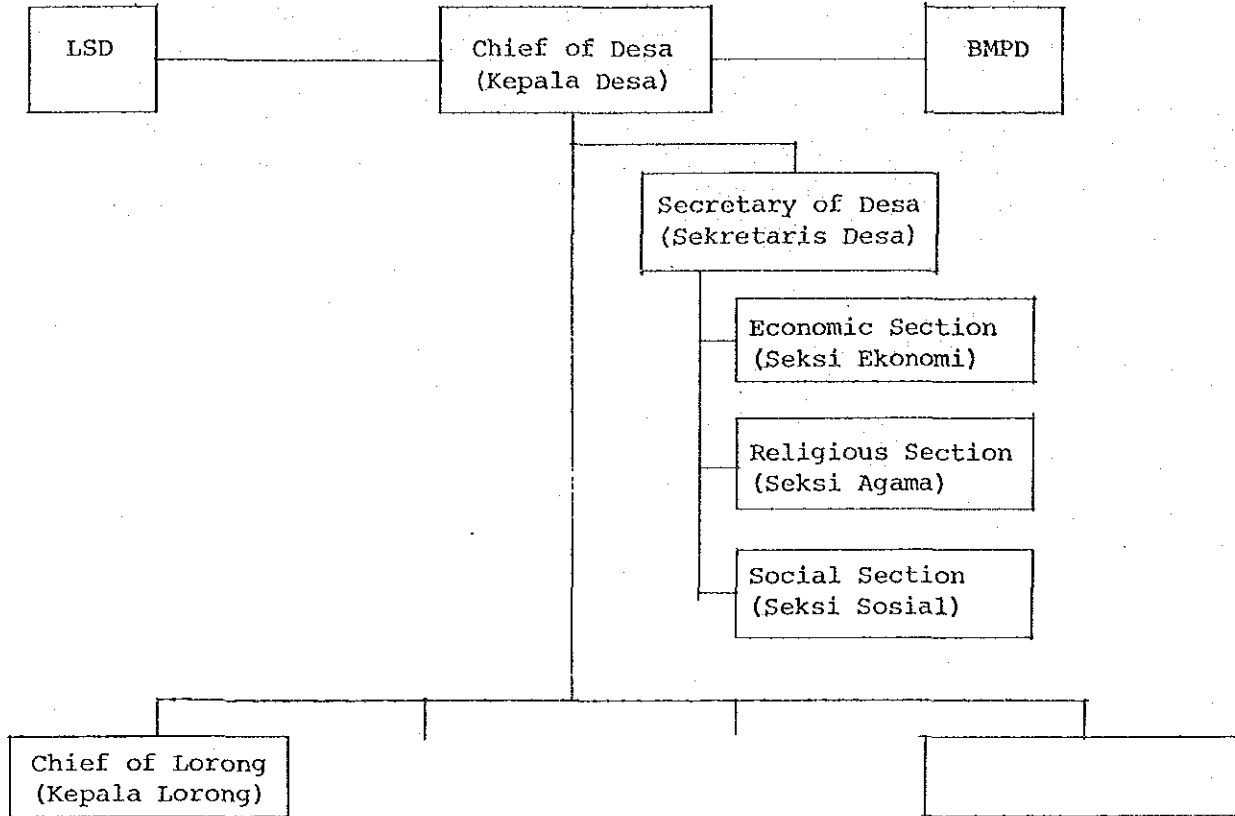 LSD
Chief of Desa
(Kepala Desa)
BMPD
Secretary of Desa
(Sekretaris Desa)
Economic Section
(Seksi Ekonomi)
Religious Section
(Seksi Agama)
Social Section
(Seksi Sosial)
Chief of Lorong
(Kepala Lorong)